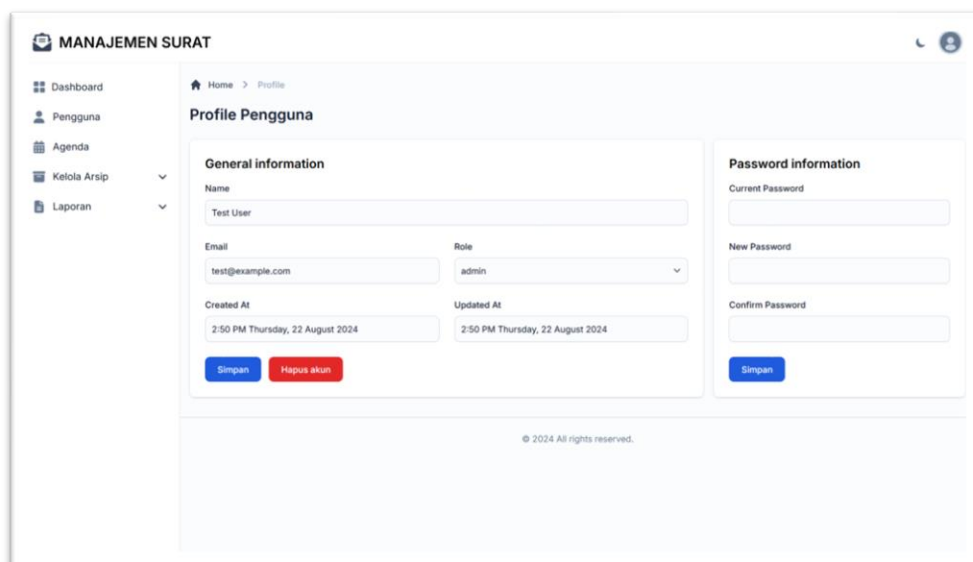 MANAJEMEN SURAT
Dashboard
Pengguna
Agenda
Kelola Arsip
Laporan
Home > Profile
Profile Pengguna
General information
Name
Test User
Email
Role
test@example.com
admin
Created At
Updated At
2:50 PM Thursday, 22 August 2024
2:50 PM Thursday, 22 August 2024
Simpan
Hapus akun
Password information
Current Password
New Password
Confirm Password
Simpan
© 2024 All rights reserved.